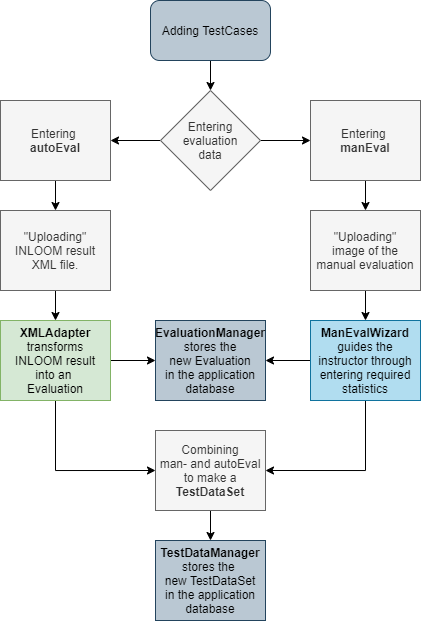 Adding TestCases
Entering
evaluation
data
Entering
autoEval
Entering
manEval
"Uploading"
INLOOM result
XML file.
"Uploading"
image of the
manual evaluation
XMLAdapter
transforms
INLOOM result
into an
Evaluation
EvaluationManager
stores the
new Evaluation
in the application
database
ManEvalWizard
guides the
instructor through
entering required
statistics
Combining
man- and autoEval
to make a
TestDataSet
TestDataManager
stores the
new TestDataSet
in the application
database